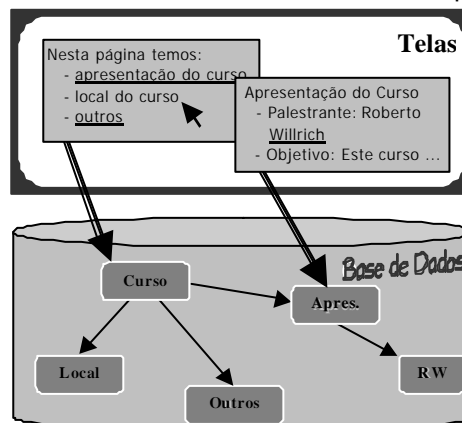 Telas
Nesta página temos:
- apresentação do curso
- local do curso
- outros
Apresentação do Curso
- Palestrante: Roberto
Willrich
- Objetivo: Este curso ...
Base de Dados
Curso
Apres.
Local
Outros
RW